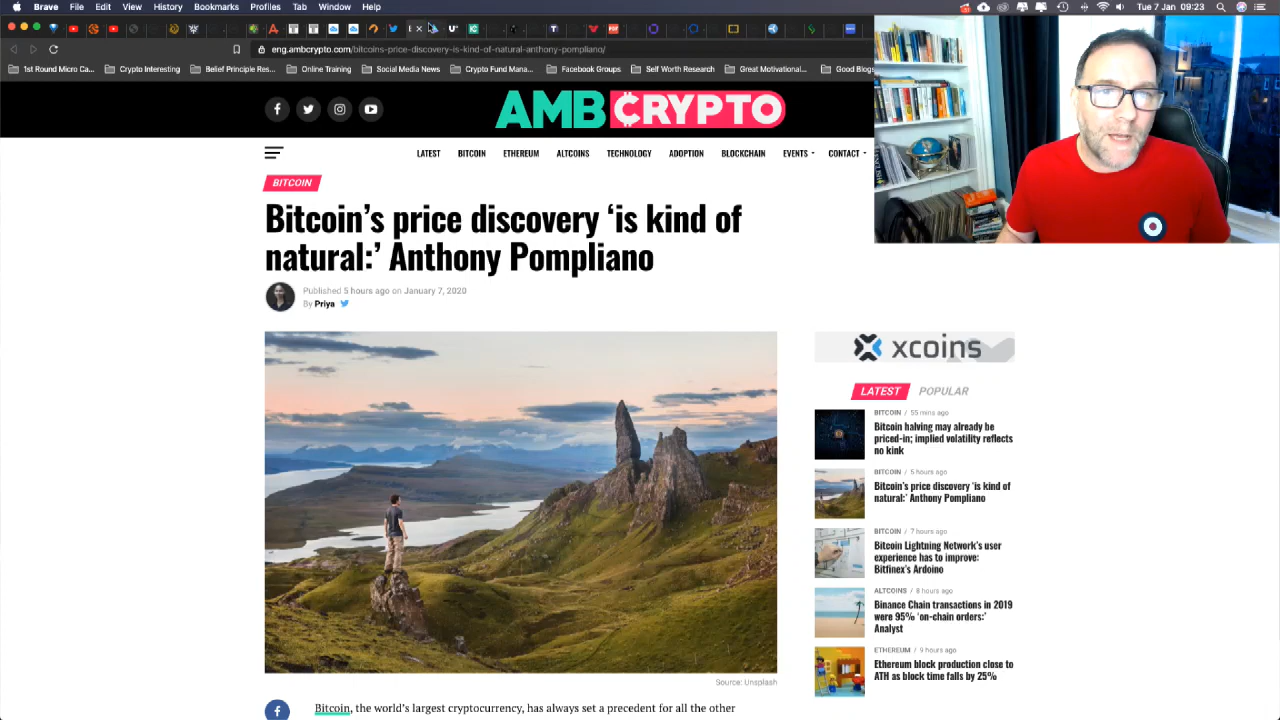 Brave File Edit View History Bookmarks People Window Help
Tue 09:23
eng.ambcrypto.com/bitcoins-price-discovery-is-kind-of-natural-anthony-pompliano/
1st Round Micro Ca... Crypto Interesting Belief Review Res... Online Training Social Media News Crypto Fund Mana... Facebook Groups Self Worth Research Great Motivational... Good Blogs
AMBCRYPTO
LATEST BITCOIN ETHEREUM ALTCOINS TECHNOLOGY ADOPTION BLOCKCHAIN EVENTS CONTACT
BITCOIN
Bitcoin’s price discovery ‘is kind of
natural:’ Anthony Pompliano
Published 5 hours ago on January 7, 2020
By Priya
xcoins
LATEST POPULAR
BITCOIN / 55 mins ago
Bitcoin halving may already be
priced-in; implied volatility reflects
no kink
BITCOIN / 5 hours ago
Bitcoin’s price discovery ‘is kind of
natural:’ Anthony Pompliano
BITCOIN / 7 hours ago
Bitcoin Lightning Network’s user
experience has to improve:
Bitfinex’s Ardoino
ALTCOINS / 8 hours ago
Binance Chain transactions in 2019
were 95% ‘on-chain orders:’
Analyst
ETHEREUM / 9 hours ago
Ethereum block production close to
ATH as block time falls by 25%
Source: Unsplash
Bitcoin, the world’s largest cryptocurrency, has always set a precedent for all the other